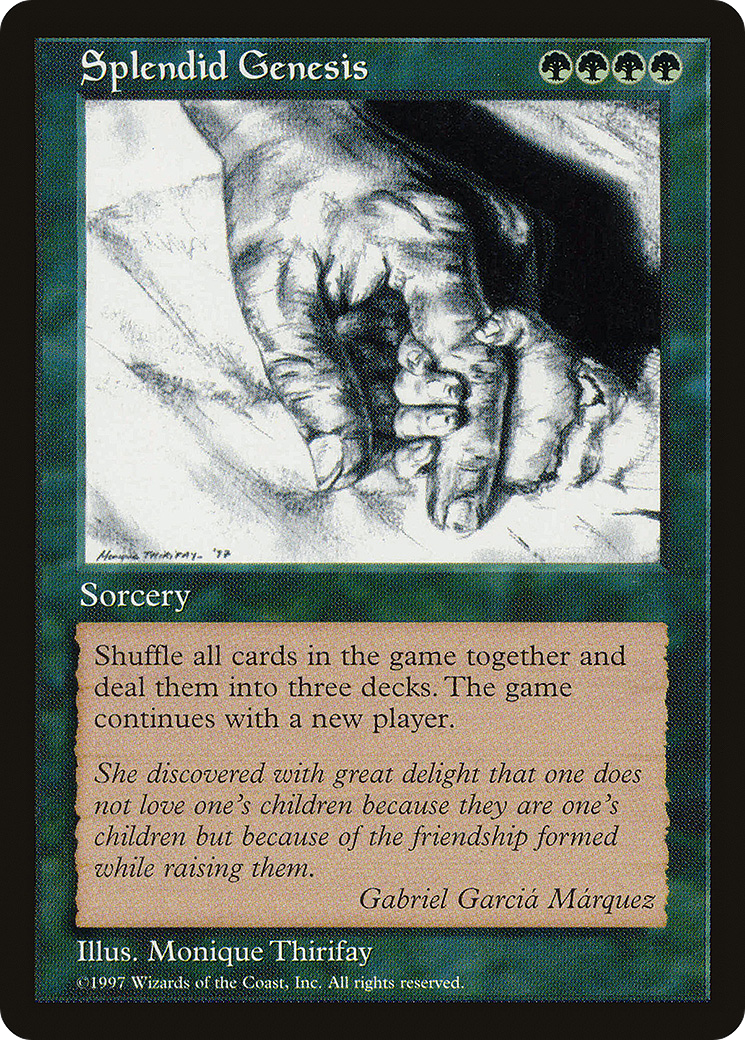 Splendid Genesis
Monique THIRIFAY- '97
Sorcery
Shuffle all cards in the game together and
deal them into three decks. The game
continues with a new player.
She discovered with great delight that one does
not love one's children because they are one's
children but because of the friendship formed
while raising them.
Gabriel Garciá Márquez
Illus. Monique Thirifay
©1997 Wizards of the Coast, Inc. All rights reserved.